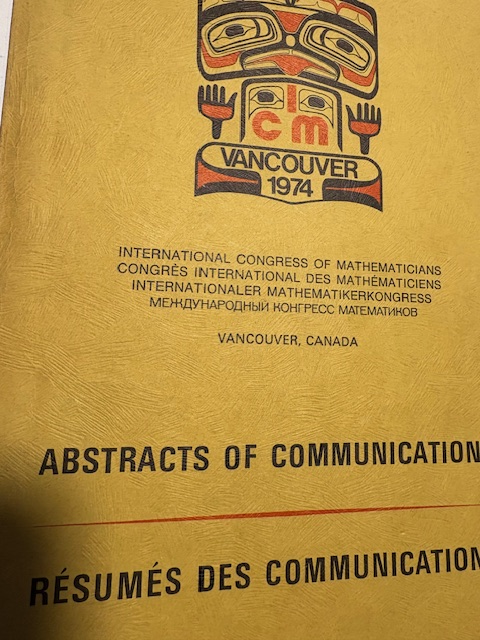 I
C m
VANCOUVER
1974
INTERNATIONAL CONGRESS OF MATHEMATICIANS
CONGRÈS INTERNATIONAL DES MATHÉMATICIENS
INTERNATIONALER MATHEMATIKERKONGRESS
МЕЖДУНАРОДНЫЙ КОНГРЕСС МАТЕМАТИКОВ
VANCOUVER, CANADA
ABSTRACTS OF COMMUNICATION
RÉSUMÉS DES COMMUNICATION